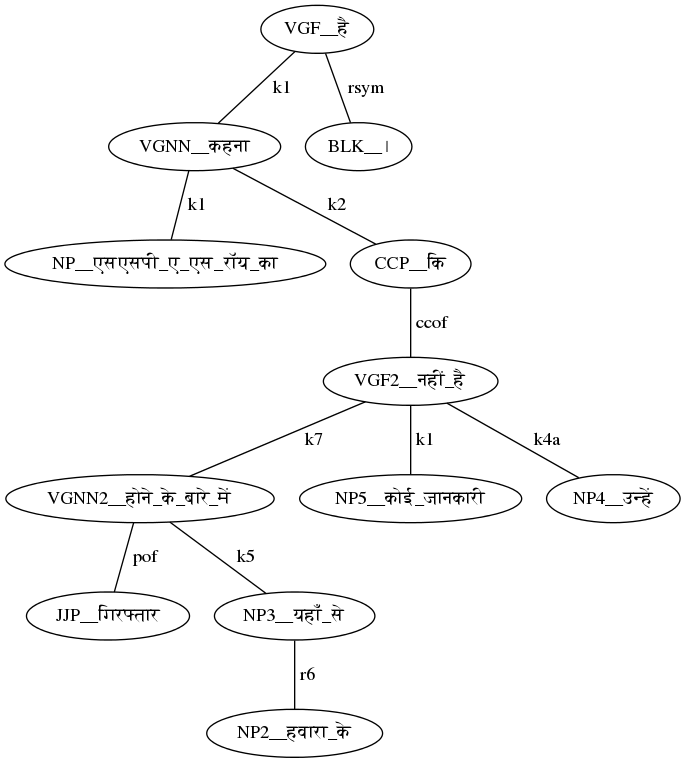 VGF__है
k1 rsym
VGNN__कहना BLK__।
k1 k2
NP__एसएसपी_ए_एस_रॉय_का CCP__कि
ccof
VGF2__नहीं_है
k7 k1 k4a
VGNN2__होने_के_बारे_में NP5__कोई_जानकारी NP4__उन्हें
pof k5
JJP__गिरफ्तार NP3__यहाँ_से
r6
NP2__हवारा_के